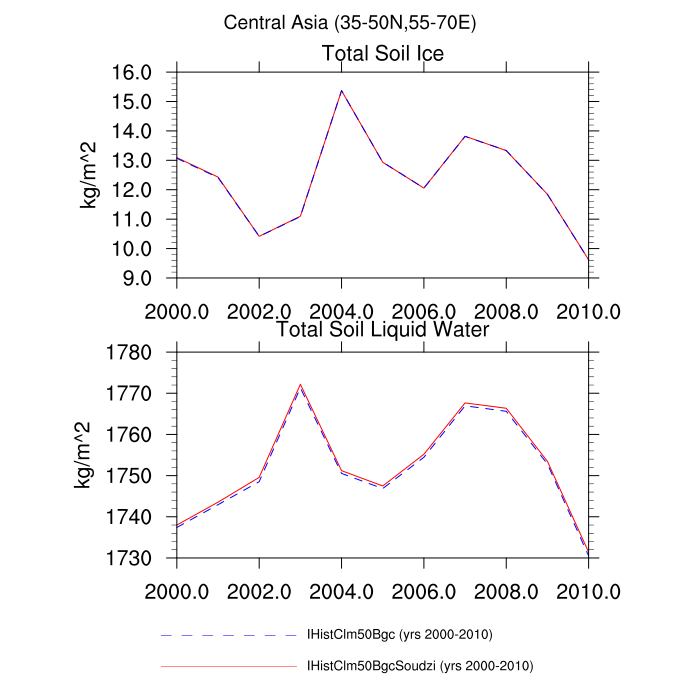 Central Asia (35-50N,55-70E)
Total Soil Ice
16.0
15.0
14.0
13.0
12.0
11.0
10.0
9.0
kg/m^2
2000.0 2002.0 2004.0 2006.0 2008.0 2010.0
Total Soil Liquid Water
1780
1770
1760
1750
1740
1730
kg/m^2
2000.0 2002.0 2004.0 2006.0 2008.0 2010.0
IHistClm50Bgc (yrs 2000-2010)
IHistClm50BgcSoudzi (yrs 2000-2010)